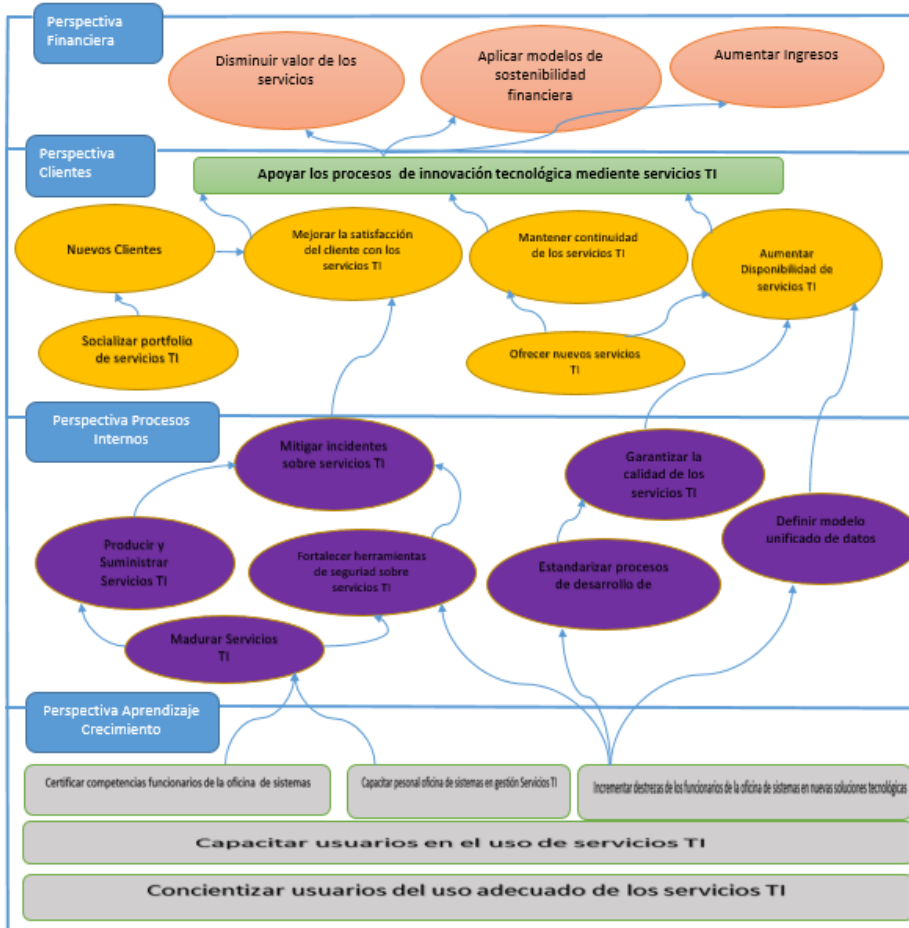 Perspectiva
Financiera
Disminuir valor de los
servicios
Aplicar modelos de
sostenibilidad
financiera
Aumentar Ingresos
Perspectiva
Clientes
Apoyar los procesos de innovación tecnológica mediente servicios TI
Nuevos Clientes
Mejorar la satisfacción
del cliente con los
servicios TI
Mantener continuidad
de los servicios TI
Aumentar
Disponibilidad de
servicios TI
Socializar portfolio
de servicios TI
Ofrecer nuevos servicios
TI
Perspectiva Procesos
Internos
Mitigar incidentes
sobre servicios TI
Garantizar la
calidad de los
servicios TI
Producir y
Suministrar
Servicios TI
Fortalecer herramientas
de seguriad sobre
servicios TI
Estandarizar procesos
de desarrollo de
Definir modelo
unificado de datos
Madurar Servicios
TI
Perspectiva Aprendizaje
Crecimiento
Certificar competencias funcionarios de la oficina de sistemas
Capacitar pesonal oficina de sistemas en gestión Servicios TI
Incrementar destrezas de los funcionarios de la oficina de sistemas en nuevas soluciones tecnológicas
Capacitar usuarios en el uso de servicios TI
Concientizar usuarios del uso adecuado de los servicios TI